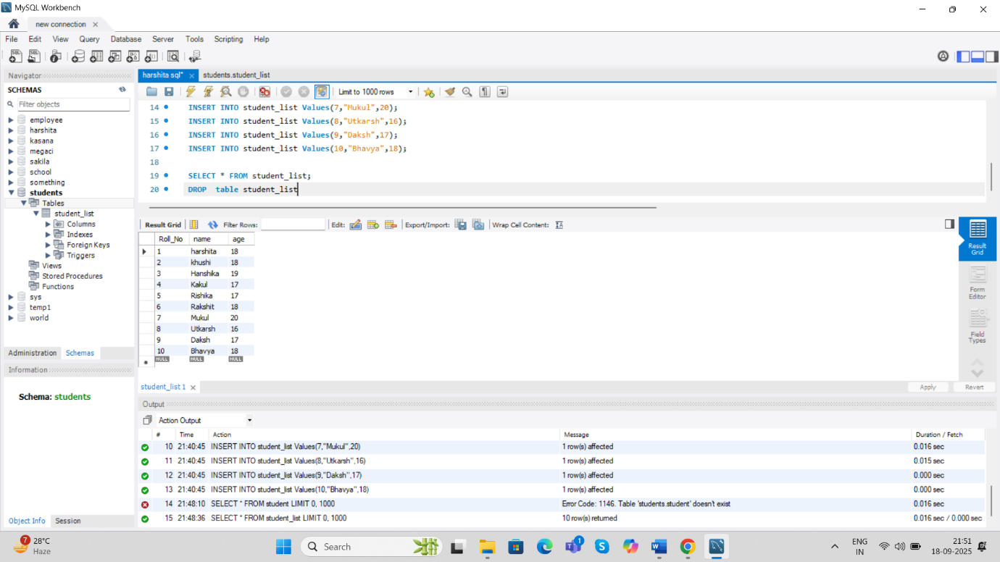 MySQL Workbench
new connection
File Edit View Query Database Server Tools Scripting Help
Navigator
SCHEMAS
Filter objects
employee
harshita
kasana
megaci
sakila
school
something
students
Tables
student_list
Columns
Indexes
Foreign Keys
Triggers
Views
Stored Procedures
Functions
sys
temp1
world
Administration Schemas
Information
Schema: students
Object Info Session
harshita sql* students.student_list
Limit to 1000 rows
14 INSERT INTO student_list Values(7,"Mukul",20);
15 INSERT INTO student_list Values(8,"Utkarsh",16);
16 INSERT INTO student_list Values(9,"Daksh",17);
17 INSERT INTO student_list Values(10,"Bhavya",18);
18
19 SELECT * FROM student_list;
20 DROP  table student_list
Result Grid Filter Rows: Edit: Export/Import: Wrap Cell Content:
Roll_No name age
1 harshita 18
2 khushi 18
3 Hanshika 19
4 Kakul 17
5 Rishika 17
6 Rakshit 18
7 Mukul 20
8 Utkarsh 16
9 Daksh 17
10 Bhavya 18
NULL NULL NULL
Result
Grid
Form
Editor
Field
Types
student_list 1
Apply Revert
Output
Action Output
# Time Action Message Duration / Fetch
10 21:40:45 INSERT INTO student_list Values(7,"Mukul",20) 1 row(s) affected 0.016 sec
11 21:40:45 INSERT INTO student_list Values(8,"Utkarsh",16) 1 row(s) affected 0.015 sec
12 21:40:45 INSERT INTO student_list Values(9,"Daksh",17) 1 row(s) affected 0.000 sec
13 21:40:45 INSERT INTO student_list Values(10,"Bhavya",18) 1 row(s) affected 0.000 sec
14 21:48:10 SELECT * FROM student LIMIT 0, 1000 Error Code: 1146. Table 'students.student' doesn't exist 0.016 sec
15 21:48:36 SELECT * FROM student_list LIMIT 0, 1000 10 row(s) returned 0.016 sec / 0.000 sec
7
28°C
Haze
Search
1
ENG
IN
21:51
18-09-2025